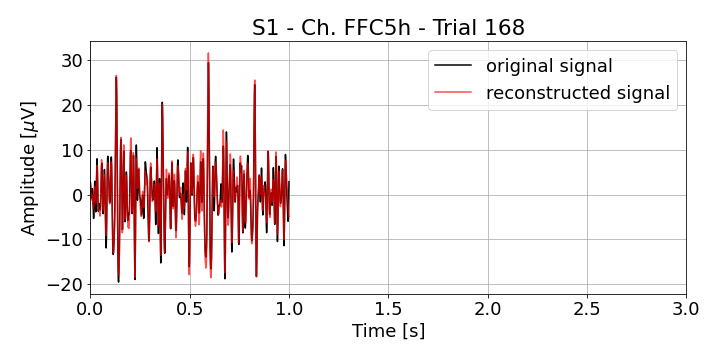 S1 - Ch. FFC5h - Trial 168
original signal
reconstructed signal
Amplitude [μV]
30
20
10
0
−10
−20
0.0 0.5 1.0 1.5 2.0 2.5 3.0
Time [s]